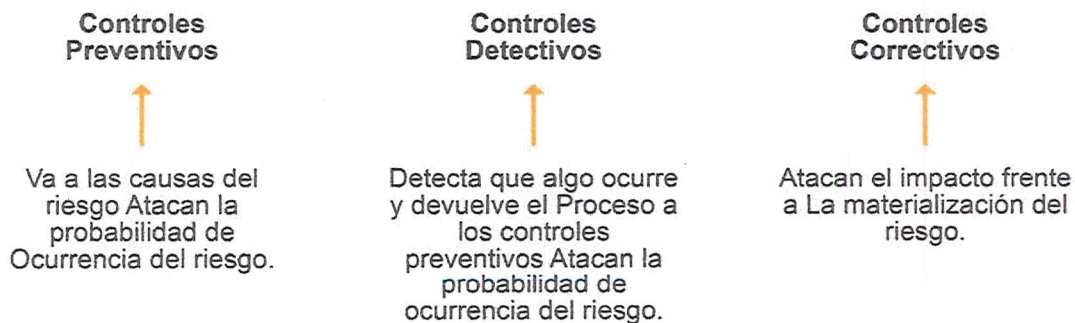 Controles
Preventivos
Va a las causas del
riesgo Atacan la
probabilidad de
Ocurrencia del riesgo.
Controles
Detectivos
Detecta que algo ocurre
y devuelve el Proceso a
los controles
preventivos Atacan la
probabilidad de
ocurrencia del riesgo.
Controles
Correctivos
Atacan el impacto frente
a La materialización del
riesgo.